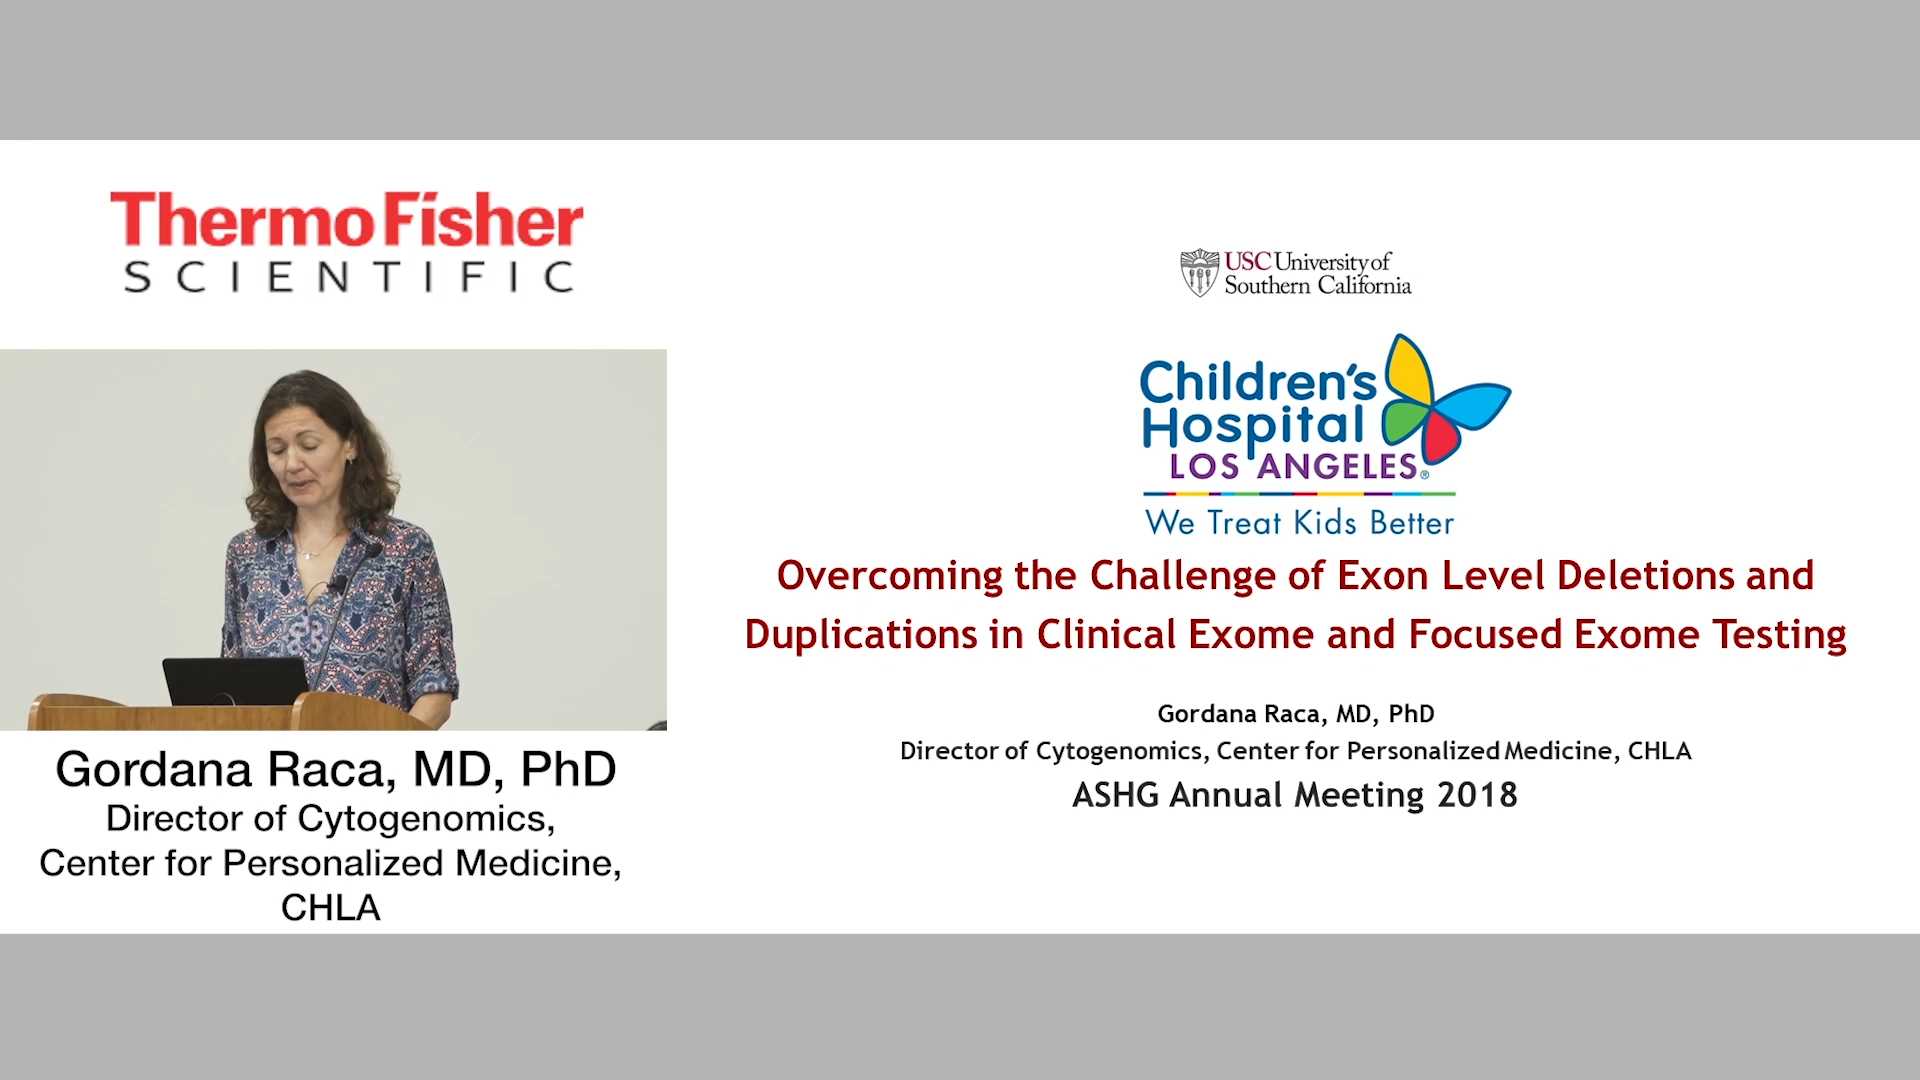 ThermoFisher
SCIENTIFIC
Gordana Raca, MD, PhD
Director of Cytogenomics,
Center for Personalized Medicine,
CHLA
USC University of
Southern California
Children's
Hospital
LOS ANGELES®
We Treat Kids Better
Overcoming the Challenge of Exon Level Deletions and
Duplications in Clinical Exome and Focused Exome Testing
Gordana Raca, MD, PhD
Director of Cytogenomics, Center for Personalized Medicine, CHLA
ASHG Annual Meeting 2018